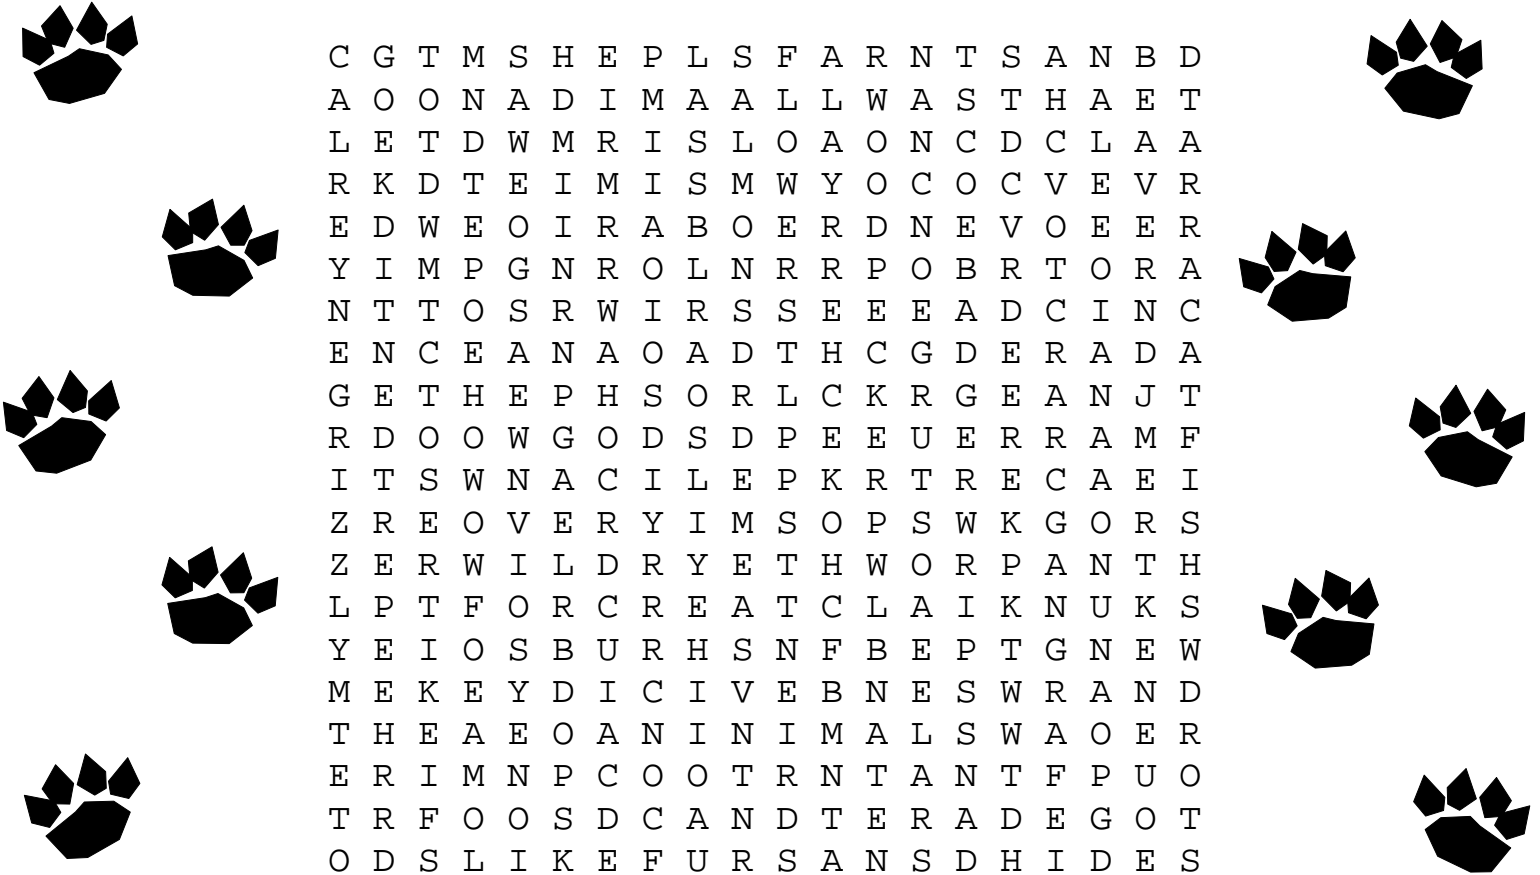 C G T M S H E P L S F A R N T S A N B D
A O O N A D I M A A L L W A S T H A E T
L E T D W M R I S L O A O N C D C L A A
R K D T E I M I S M W Y O C O C V E V R
E D W E O I R A B O E R D N E V O E E R
Y I M P G N R O L N R R P O B R T O R A
N T T O S R W I R S S E E E A D C I N C
E N C E A N A O A D T H C G D E R A D A
G E T H E P H S O R L C K R G E A N J T
R D O O W G O D S D P E E U E R R A M F
I T S W N A C I L E P K R T R E C A E I
Z R E O V E R Y I M S O P S W K G O R S
Z E R W I L D R Y E T H W O R P A N T H
L P T F O R C R E A T C L A I K N U K S
Y E I O S B U R H S N F B E P T G N E W
M E K E Y D I C I V E B N E S W R A N D
T H E A E O A N I N I M A L S W A O E R
E R I M N P C O O T R N T A N T F P U O
T R F O O S D C A N D T E R A D E G O T
O D S L I K E F U R S A N S D H I D E S